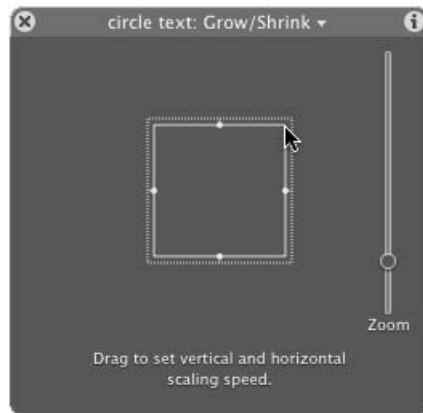 circle text: Grow/Shrink
Zoom
Drag to set vertical and horizontal
scaling speed.